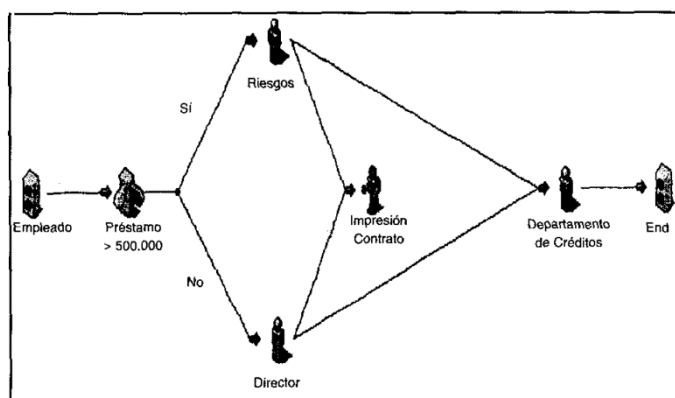 Riesgos
Sí
Empleado
Préstamo
> 500.000
Impresión
Contrato
Departamento
de Créditos
End
No
Director